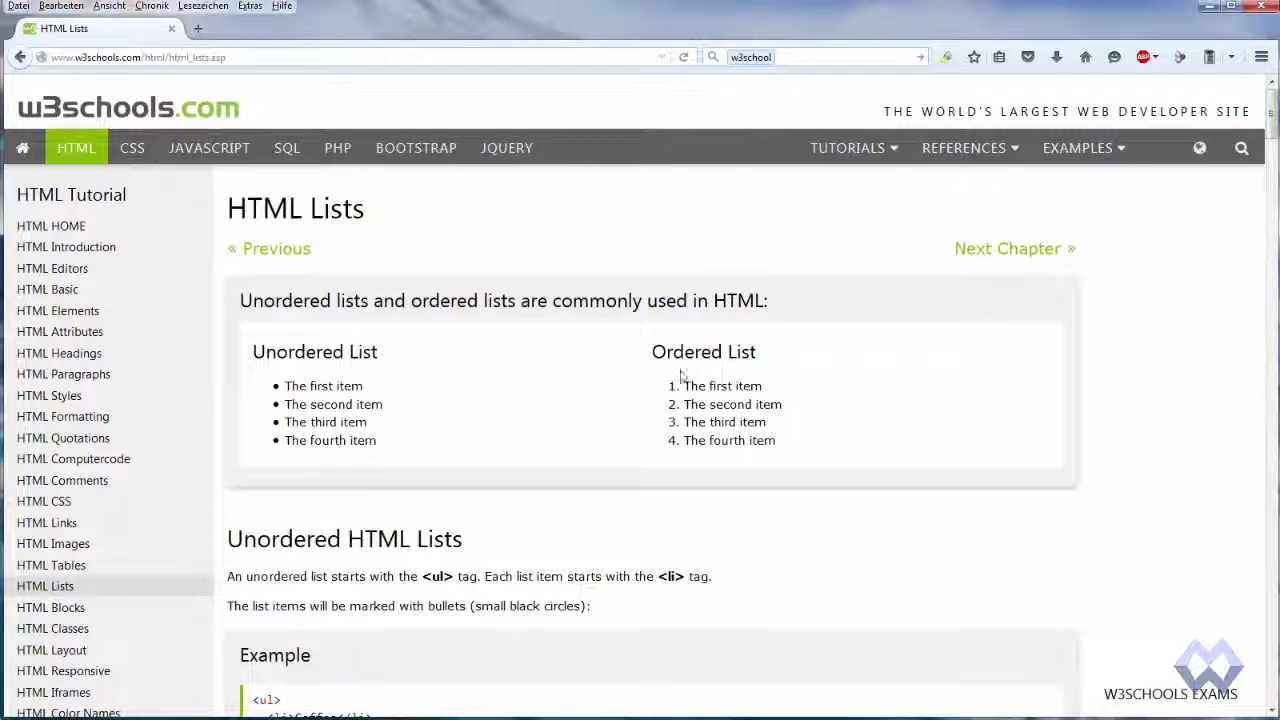 Datei Bearbeiten Ansicht Chronik Lesezeichen Extras Hilfe
HTML Lists
www.w3schools.com/html/html_lists.asp
w3school
ABP
w3schools.com
THE WORLD'S LARGEST WEB DEVELOPER SITE
HTML CSS JAVASCRIPT SQL PHP BOOTSTRAP JQUERY TUTORIALS REFERENCES EXAMPLES
HTML Tutorial
HTML HOME
HTML Introduction
HTML Editors
HTML Basic
HTML Elements
HTML Attributes
HTML Headings
HTML Paragraphs
HTML Styles
HTML Formatting
HTML Quotations
HTML Computercode
HTML Comments
HTML CSS
HTML Links
HTML Images
HTML Tables
HTML Lists
HTML Blocks
HTML Classes
HTML Layout
HTML Responsive
HTML Iframes
HTML Color Names
HTML Lists
« Previous
Next Chapter »
Unordered lists and ordered lists are commonly used in HTML:
Unordered List
• The first item
• The second item
• The third item
• The fourth item
Ordered List
1. The first item
2. The second item
3. The third item
4. The fourth item
Unordered HTML Lists
An unordered list starts with the <ul> tag. Each list item starts with the <li> tag.
The list items will be marked with bullets (small black circles):
Example
<ul>
<li>Coffee</li>
W3SCHOOLS EXAMS